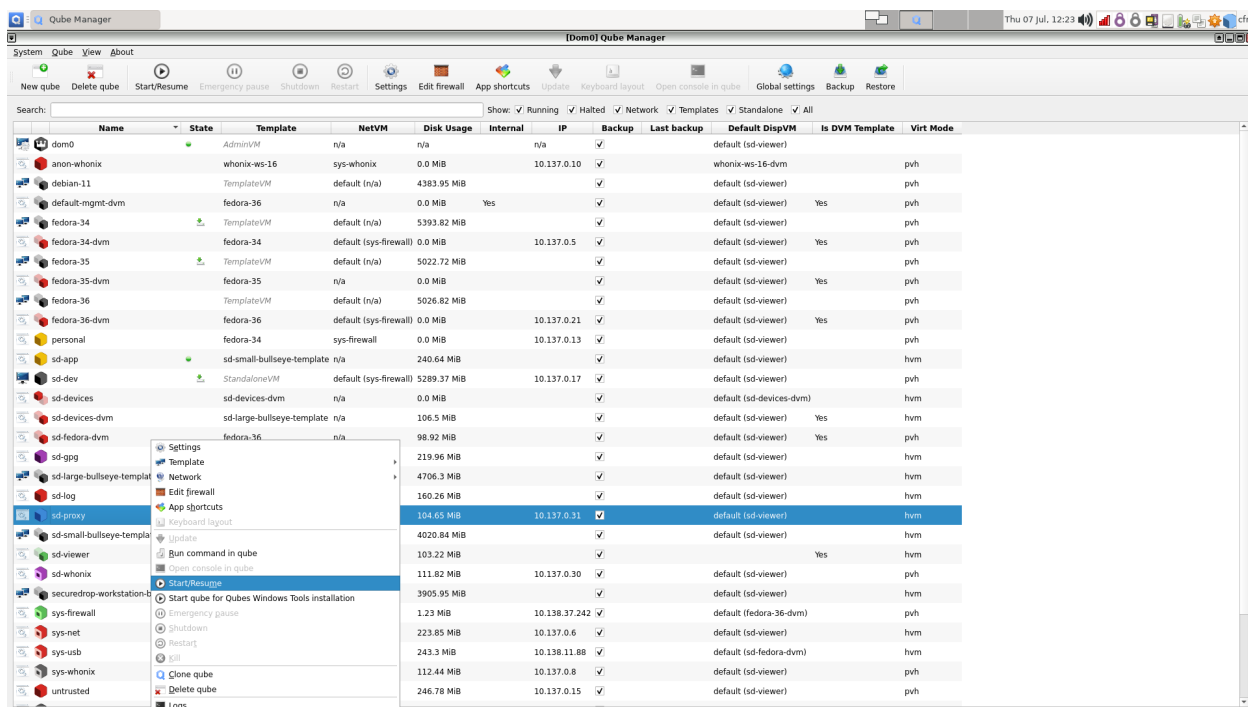 Qube Manager
Thu 07 Jul, 12:23
[Dom0] Qube Manager
System Qube View About
New qube Delete qube Start/Resume Emergency pause Shutdown Restart Settings Edit firewall App shortcuts Update Keyboard layout Open console in qube Global settings Backup Restore
Search: Show: Running Halted Network Templates Standalone All
Name State Template NetVM Disk Usage Internal IP Backup Last backup Default DispVM Is DVM Template Virt Mode
dom0 AdminVM n/a n/a n/a default (sd-viewer)
anon-whonix whonix-ws-16 sys-whonix 0.0 MiB 10.137.0.10 whonix-ws-16-dvm pvh
debian-11 TemplateVM default (n/a) 4383.95 MiB default (sd-viewer) pvh
default-mgmt-dvm fedora-36 n/a 0.0 MiB Yes default (sd-viewer) Yes pvh
fedora-34 TemplateVM default (n/a) 5393.82 MiB default (sd-viewer) pvh
fedora-34-dvm fedora-34 default (sys-firewall) 0.0 MiB 10.137.0.5 default (sd-viewer) Yes pvh
fedora-35 TemplateVM default (n/a) 5022.72 MiB default (sd-viewer) pvh
fedora-35-dvm fedora-35 n/a 0.0 MiB default (sd-viewer) Yes pvh
fedora-36 TemplateVM default (n/a) 5026.82 MiB default (sd-viewer) pvh
fedora-36-dvm fedora-36 default (sys-firewall) 0.0 MiB 10.137.0.21 default (sd-viewer) Yes pvh
personal fedora-34 sys-firewall 0.0 MiB 10.137.0.13 default (sd-viewer) pvh
sd-app sd-small-bullseye-template n/a 240.64 MiB default (sd-viewer) hvm
sd-dev StandaloneVM default (sys-firewall) 5289.37 MiB 10.137.0.17 default (sd-viewer) pvh
sd-devices sd-devices-dvm n/a 0.0 MiB default (sd-devices-dvm) hvm
sd-devices-dvm sd-large-bullseye-template n/a 106.5 MiB default (sd-viewer) Yes hvm
sd-fedora-dvm fedora-36 n/a 98.92 MiB default (sd-viewer) Yes pvh
sd-gpg 219.96 MiB default (sd-viewer) hvm
sd-large-bullseye-templat 4706.3 MiB default (sd-viewer) hvm
sd-log 160.26 MiB default (sd-viewer) hvm
sd-proxy 104.65 MiB 10.137.0.31 default (sd-viewer) hvm
sd-small-bullseye-templa 4020.84 MiB default (sd-viewer) hvm
sd-viewer 103.22 MiB Yes hvm
sd-whonix 111.82 MiB 10.137.0.30 default (sd-viewer) hvm
securedrop-workstation-b 3905.95 MiB default (sd-viewer) hvm
sys-firewall 1.23 MiB 10.138.37.242 default (fedora-36-dvm) pvh
sys-net 223.85 MiB 10.137.0.6 default (sd-viewer) hvm
sys-usb 243.3 MiB 10.138.11.88 default (sd-fedora-dvm) hvm
sys-whonix 112.44 MiB 10.137.0.8 default (sd-viewer) pvh
untrusted 246.78 MiB 10.137.0.15 default (sd-viewer) pvh
Settings
Template
Network
Edit firewall
App shortcuts
Keyboard layout
Update
Run command in qube
Open console in qube
Start/Resume
Start qube for Qubes Windows Tools installation
Emergency pause
Shutdown
Restart
Kill
Clone qube
Delete qube
Logs